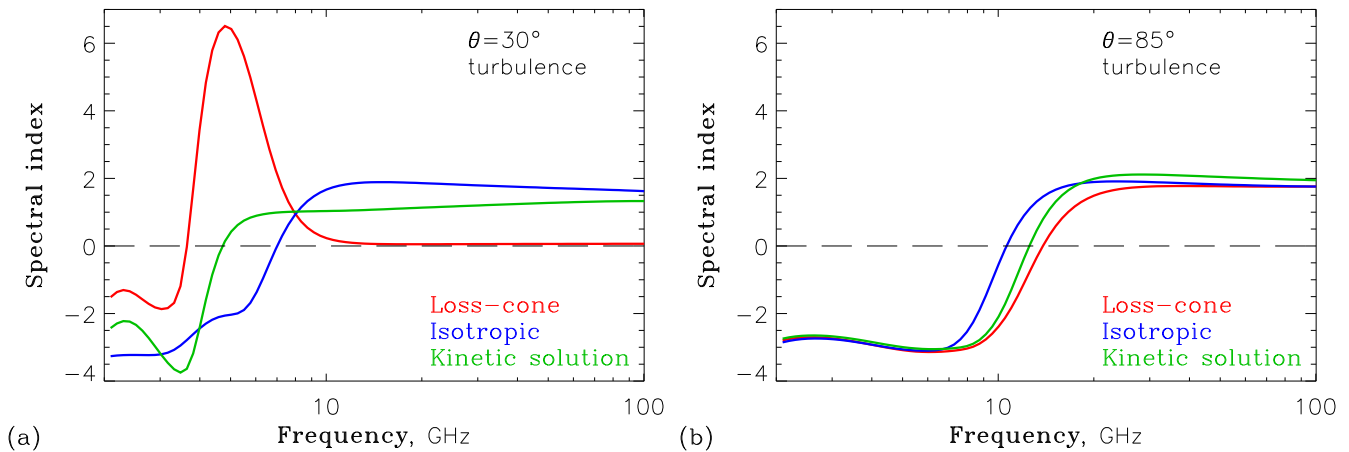 θ=30°
turbulence
Spectral index
6
4
2
0
−2
−4
Loss−cone
Isotropic
Kinetic solution
10
100
(a)
Frequency, GHz
θ=85°
turbulence
Spectral index
6
4
2
0
−2
−4
Loss−cone
Isotropic
Kinetic solution
10
100
(b)
Frequency, GHz